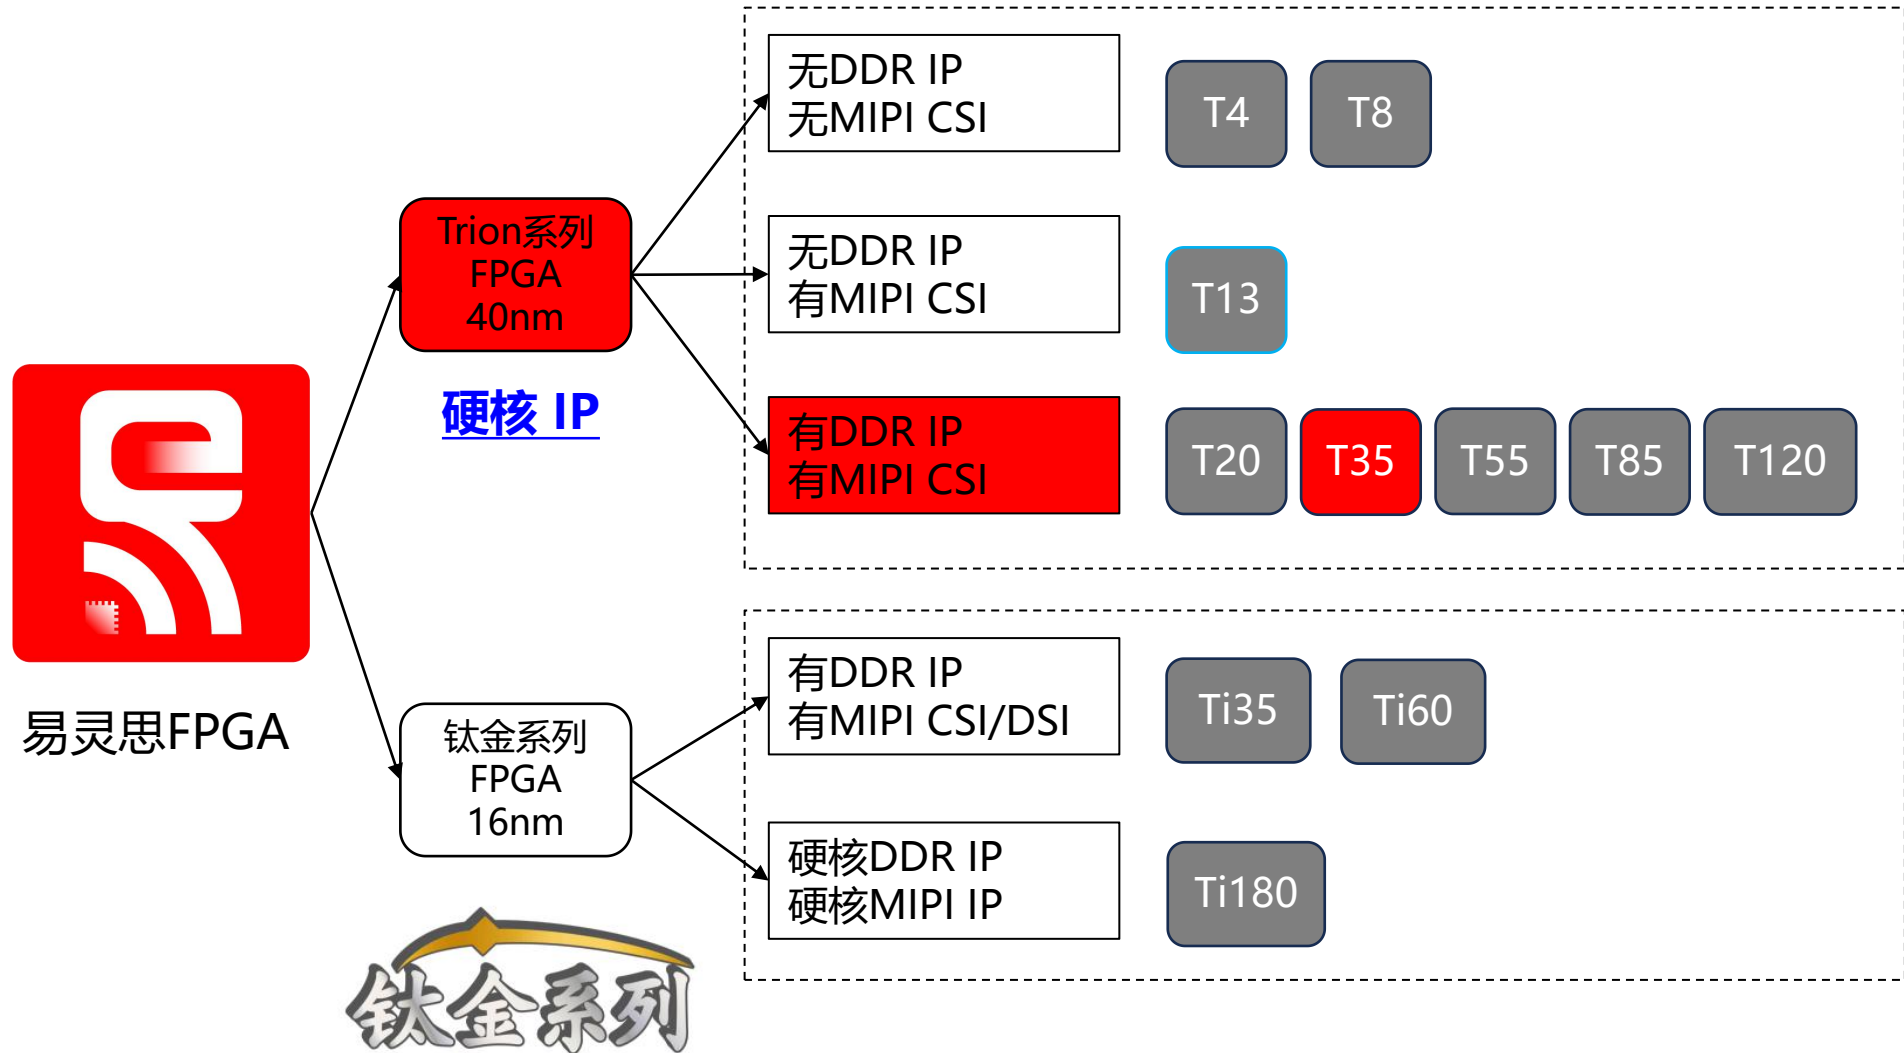 易灵思FPGA
Trion系列
FPGA
40nm
硬核 IP
无DDR IP
无MIPI CSI
T4
T8
无DDR IP
有MIPI CSI
T13
有DDR IP
有MIPI CSI
T20
T35
T55
T85
T120
钛金系列
FPGA
16nm
钛金系列
有DDR IP
有MIPI CSI/DSI
Ti35
Ti60
硬核DDR IP
硬核MIPI IP
Ti180